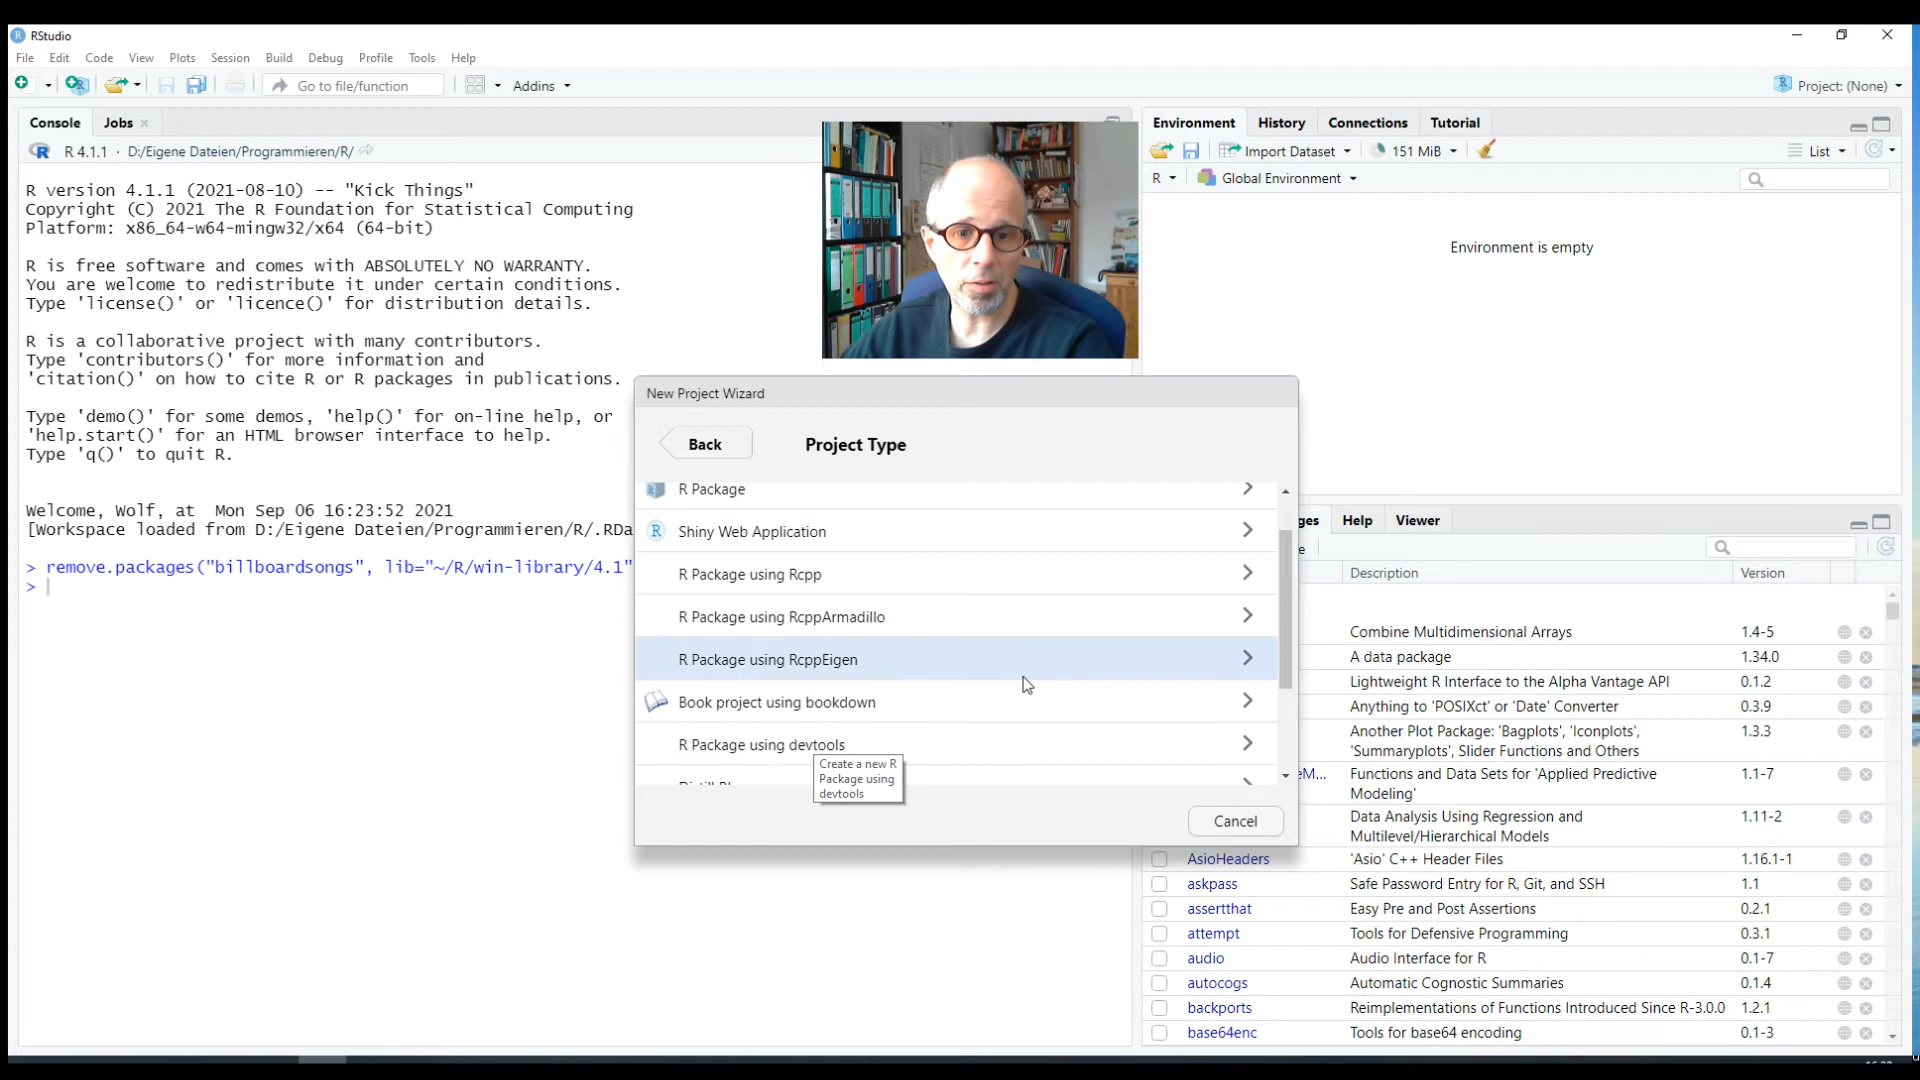 RStudio
File Edit Code View Plots Session Build Debug Profile Tools Help
Go to file/function Addins Project: (None)
Console Jobs
R 4.1.1 · D:/Eigene Dateien/Programmieren/R/
R version 4.1.1 (2021-08-10) -- "Kick Things"
Copyright (C) 2021 The R Foundation for Statistical Computing
Platform: x86_64-w64-mingw32/x64 (64-bit)
R is free software and comes with ABSOLUTELY NO WARRANTY.
You are welcome to redistribute it under certain conditions.
Type 'license()' or 'licence()' for distribution details.
R is a collaborative project with many contributors.
Type 'contributors()' for more information and
'citation()' on how to cite R or R packages in publications.
Type 'demo()' for some demos, 'help()' for on-line help, or
'help.start()' for an HTML browser interface to help.
Type 'q()' to quit R.
Welcome, Wolf, at  Mon Sep 06 16:23:52 2021
[Workspace loaded from D:/Eigene Dateien/Programmieren/R/.RDa
> remove.packages("billboardsongs", lib="~/R/win-library/4.1"
>
New Project Wizard
Back Project Type
R Package
Shiny Web Application
R Package using Rcpp
R Package using RcppArmadillo
R Package using RcppEigen
Book project using bookdown
R Package using devtools
Create a new R
Package using
devtools
Cancel
Environment History Connections Tutorial
Import Dataset 151 MiB List
R Global Environment
Environment is empty
ges Help Viewer
e
Description Version
Combine Multidimensional Arrays 1.4-5
A data package 1.34.0
Lightweight R Interface to the Alpha Vantage API 0.1.2
Anything to 'POSIXct' or 'Date' Converter 0.3.9
Another Plot Package: 'Bagplots', 'Iconplots', 1.3.3
'Summaryplots', Slider Functions and Others
eM... Functions and Data Sets for 'Applied Predictive 1.1-7
Modeling'
Data Analysis Using Regression and 1.11-2
Multilevel/Hierarchical Models
AsioHeaders 'Asio' C++ Header Files 1.16.1-1
askpass Safe Password Entry for R, Git, and SSH 1.1
assertthat Easy Pre and Post Assertions 0.2.1
attempt Tools for Defensive Programming 0.3.1
audio Audio Interface for R 0.1-7
autocogs Automatic Cognostic Summaries 0.1.4
backports Reimplementations of Functions Introduced Since R-3.0.0 1.2.1
base64enc Tools for base64 encoding 0.1-3